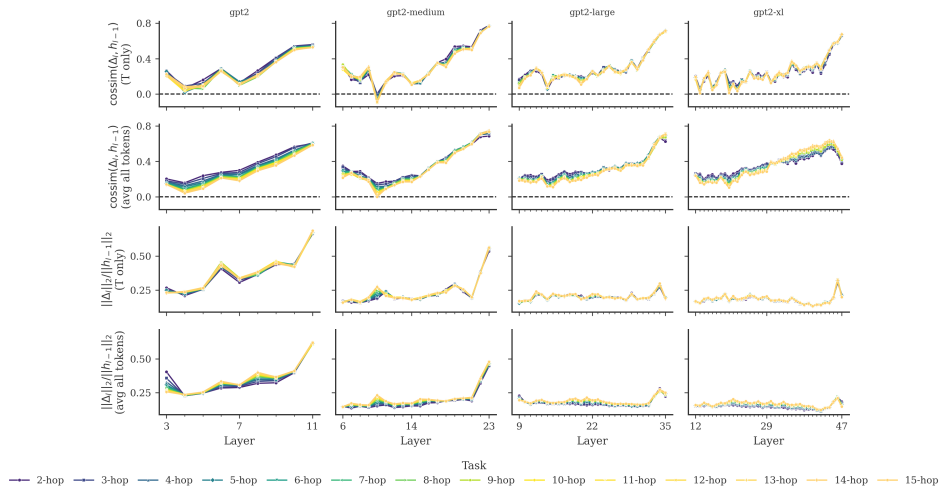 gpt2 gpt2-medium gpt2-large gpt2-xl
cossim(Δₗ, hₗ₋₁)
(T only)
0.8
0.4
0.0
cossim(Δₗ, hₗ₋₁)
(avg all tokens)
0.8
0.4
0.0
||Δₗ||₂/||hₗ₋₁||₂
(T only)
0.50
0.25
||Δₗ||₂/||hₗ₋₁||₂
(avg all tokens)
0.50
0.25
3 7 11 6 14 23 9 22 35 12 29 47
Layer Layer Layer Layer
Task
2-hop 3-hop 4-hop 5-hop 6-hop 7-hop 8-hop 9-hop 10-hop 11-hop 12-hop 13-hop 14-hop 15-hop